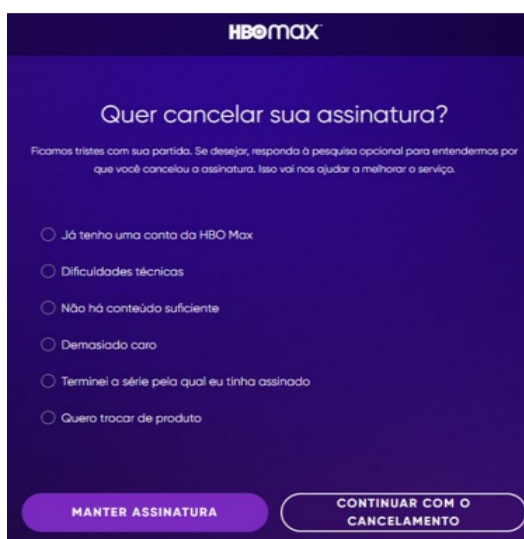 HBOmax
Quer cancelar sua assinatura?
Ficamos tristes com sua partida. Se desejar, responda à pesquisa opcional para entendermos por
que você cancelou a assinatura. Isso vai nos ajudar a melhorar o serviço.
Já tenho uma conta da HBO Max
Dificuldades técnicas
Não há conteúdo suficiente
Demasiado caro
Terminei a série pela qual eu tinha assinado
Quero trocar de produto
MANTER ASSINATURA
CONTINUAR COM O
CANCELAMENTO